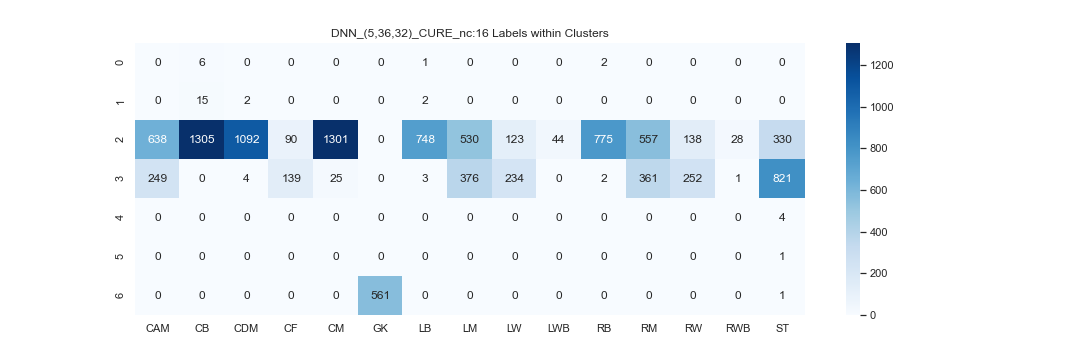 DNN_(5,36,32)_CURE_nc:16 Labels within Clusters
0 0 6 0 0 0 0 1 0 0 0 2 0 0 0 0
1 0 15 2 0 0 0 2 0 0 0 0 0 0 0 0
2 638 1305 1092 90 1301 0 748 530 123 44 775 557 138 28 330
3 249 0 4 139 25 0 3 376 234 0 2 361 252 1 821
4 0 0 0 0 0 0 0 0 0 0 0 0 0 0 4
5 0 0 0 0 0 0 0 0 0 0 0 0 0 0 1
6 0 0 0 0 0 561 0 0 0 0 0 0 0 0 1
CAM CB CDM CF CM GK LB LM LW LWB RB RM RW RWB ST
1200
1000
800
600
400
200
0